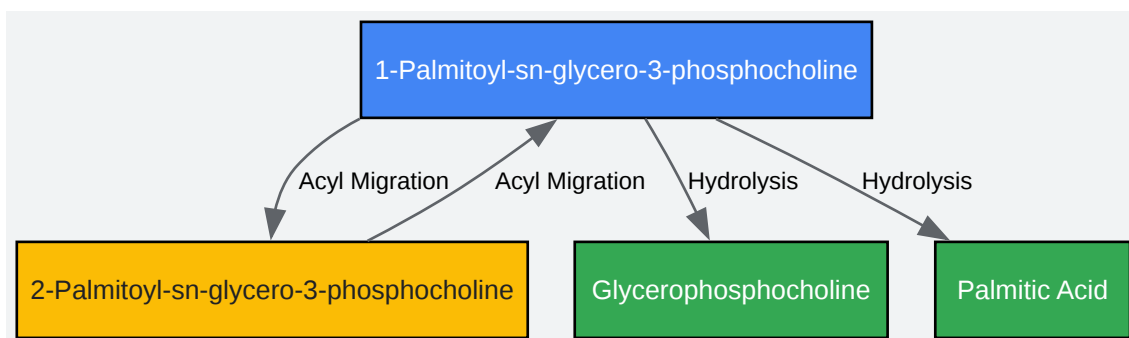 1-Palmitoyl-sn-glycero-3-phosphocholine
Acyl Migration
Acyl Migration
Hydrolysis
Hydrolysis
2-Palmitoyl-sn-glycero-3-phosphocholine
Glycerophosphocholine
Palmitic Acid